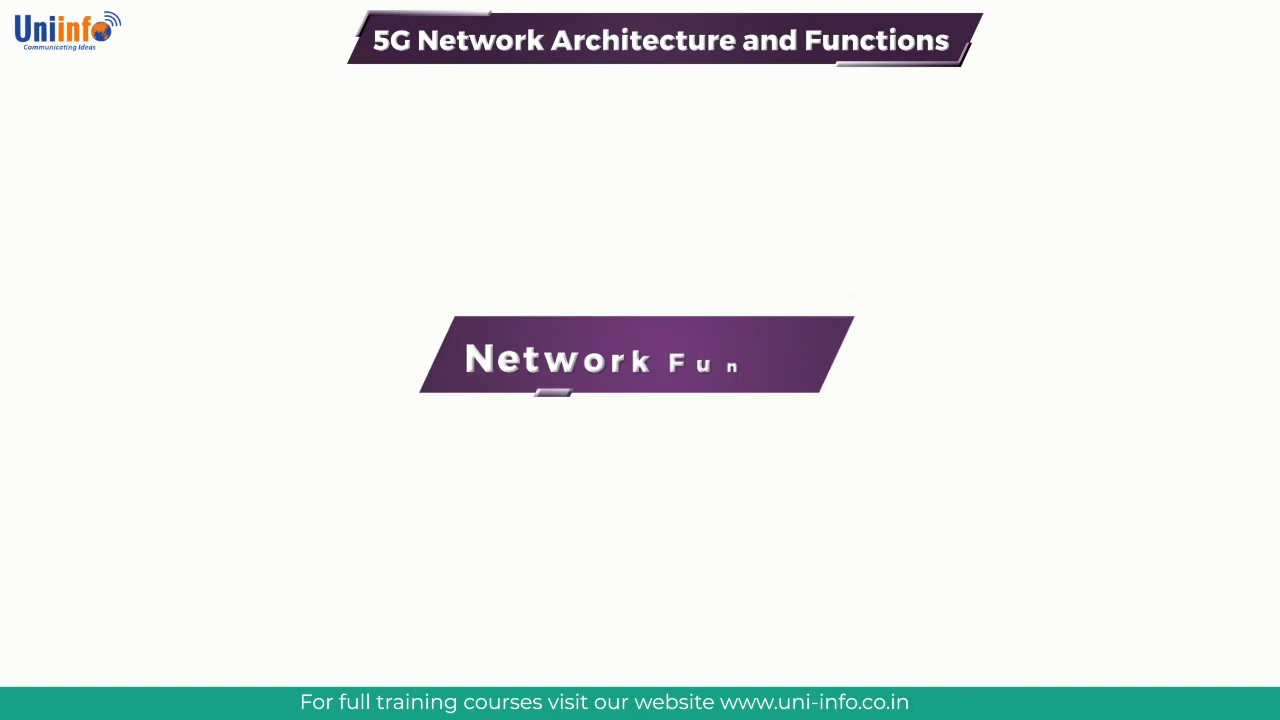 Uniinfo
Communicating Ideas
5G Network Architecture and Functions
Network Fun
For full training courses visit our website www.uni-info.co.in